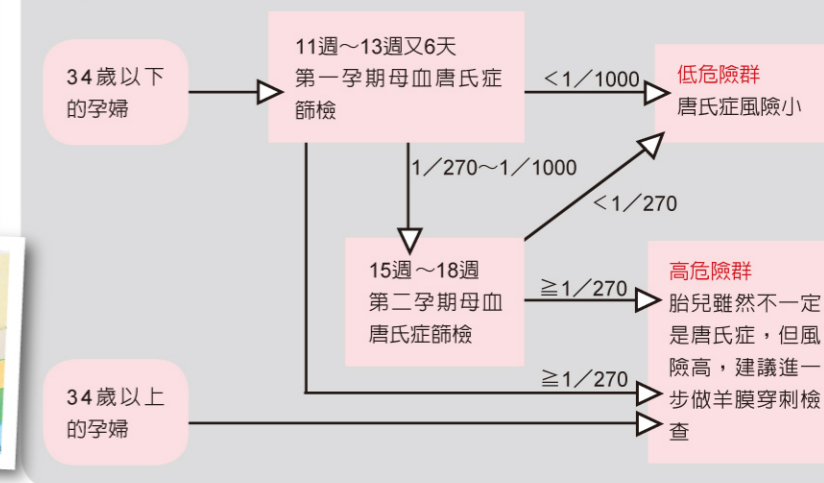 34歲以下
的孕婦
11週～13週又6天
第一孕期母血唐氏症
篩檢
＜1／1000
低危險群
唐氏症風險小
1／270～1／1000
＜1／270
15週～18週
第二孕期母血
唐氏症篩檢
≧1／270
高危險群
胎兒雖然不一定
是唐氏症，但風
險高，建議進一
步做羊膜穿刺檢
查
≧1／270
34歲以上
的孕婦